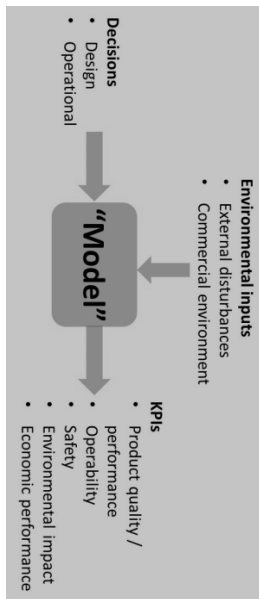 Environmental inputs
• External disturbances
• Commercial environment
Decisions
• Design
• Operational
“Model”
KPIs
• Product quality /
performance
• Operability
• Safety
• Environmental impact
• Economic performance